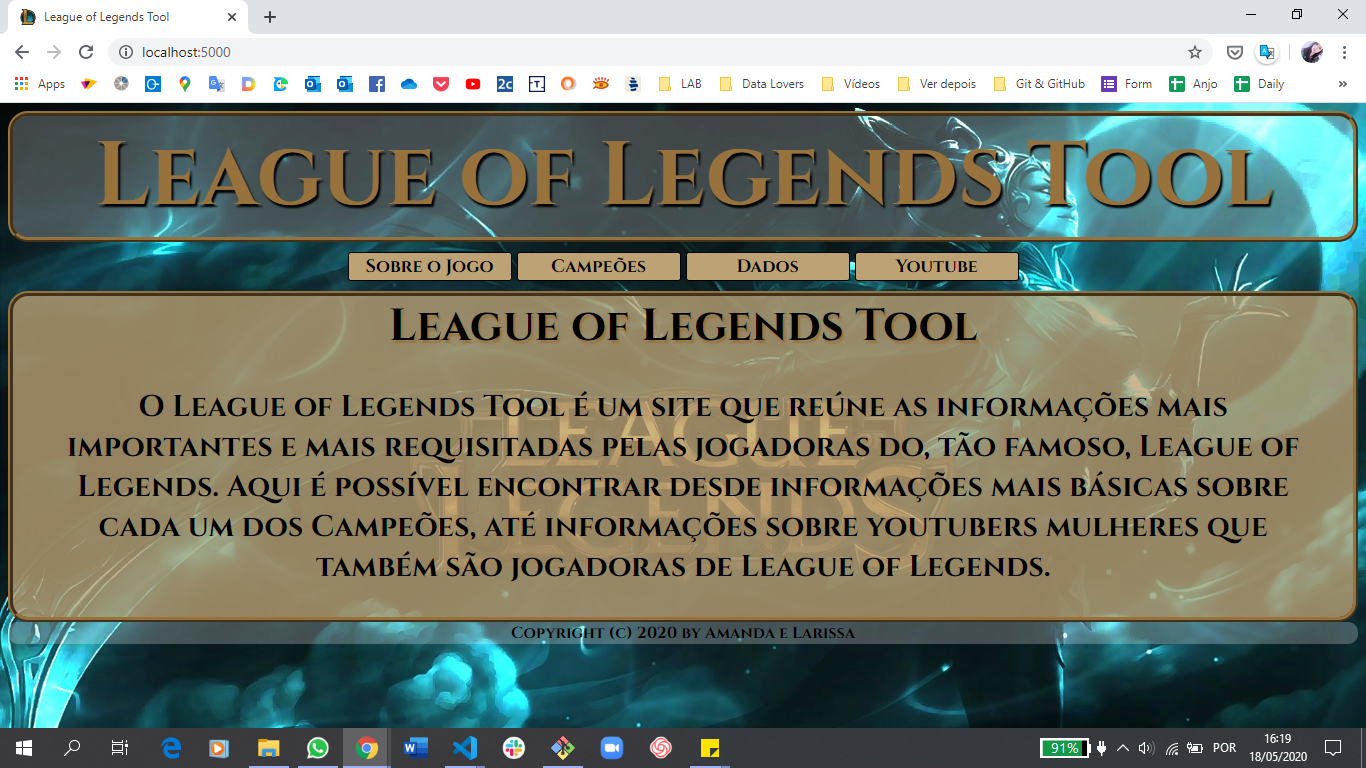 League of Legends Tool
localhost:5000
Apps
LAB
Data Lovers
Vídeos
Ver depois
Git & GitHub
Form
Anjo
Daily
League of Legends Tool
Sobre o Jogo
Campeões
Dados
Youtube
League of Legends Tool
O League of Legends Tool é um site que reúne as informações mais
importantes e mais requisitadas pelas jogadoras do, tão famoso, League of
Legends. Aqui é possível encontrar desde informações mais básicas sobre
cada um dos Campeões, até informações sobre youtubers mulheres que
também são jogadoras de League of Legends.
LEAGUE OF
LEGENDS
Copyright (c) 2020 by Amanda e Larissa
91%
POR
16:19
18/05/2020